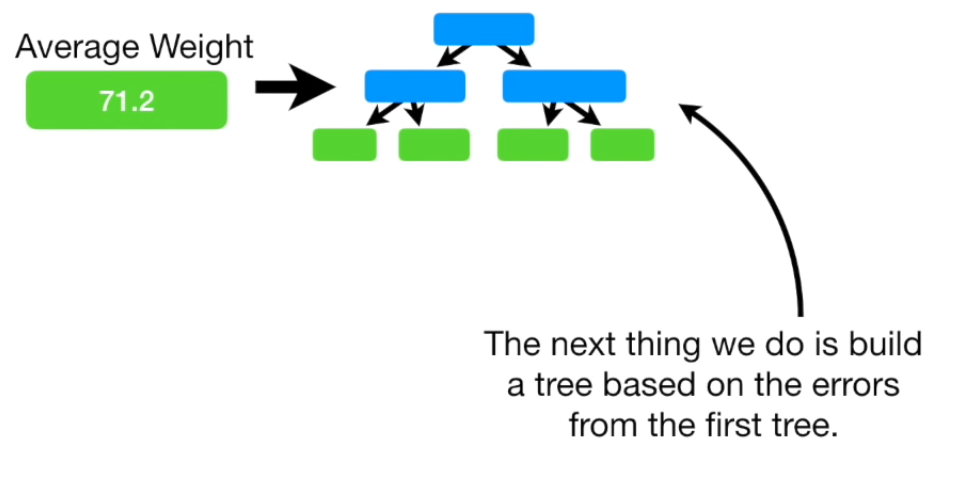 Average Weight
71.2
The next thing we do is build
a tree based on the errors
from the first tree.